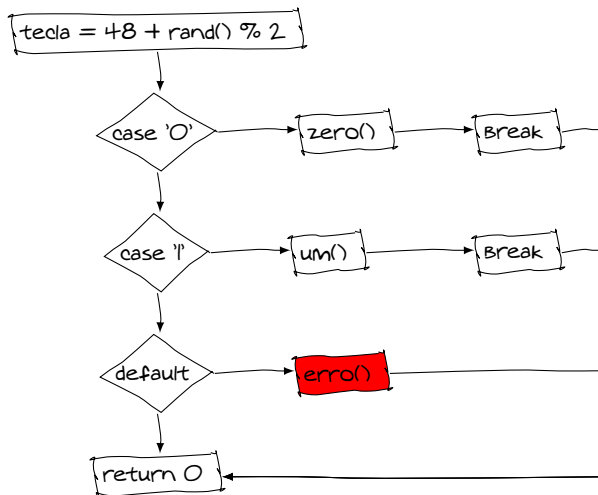 tecla = 48 + rand() % 2
case '0'
zero()
Break
case '1'
um()
Break
default
erro()
return 0